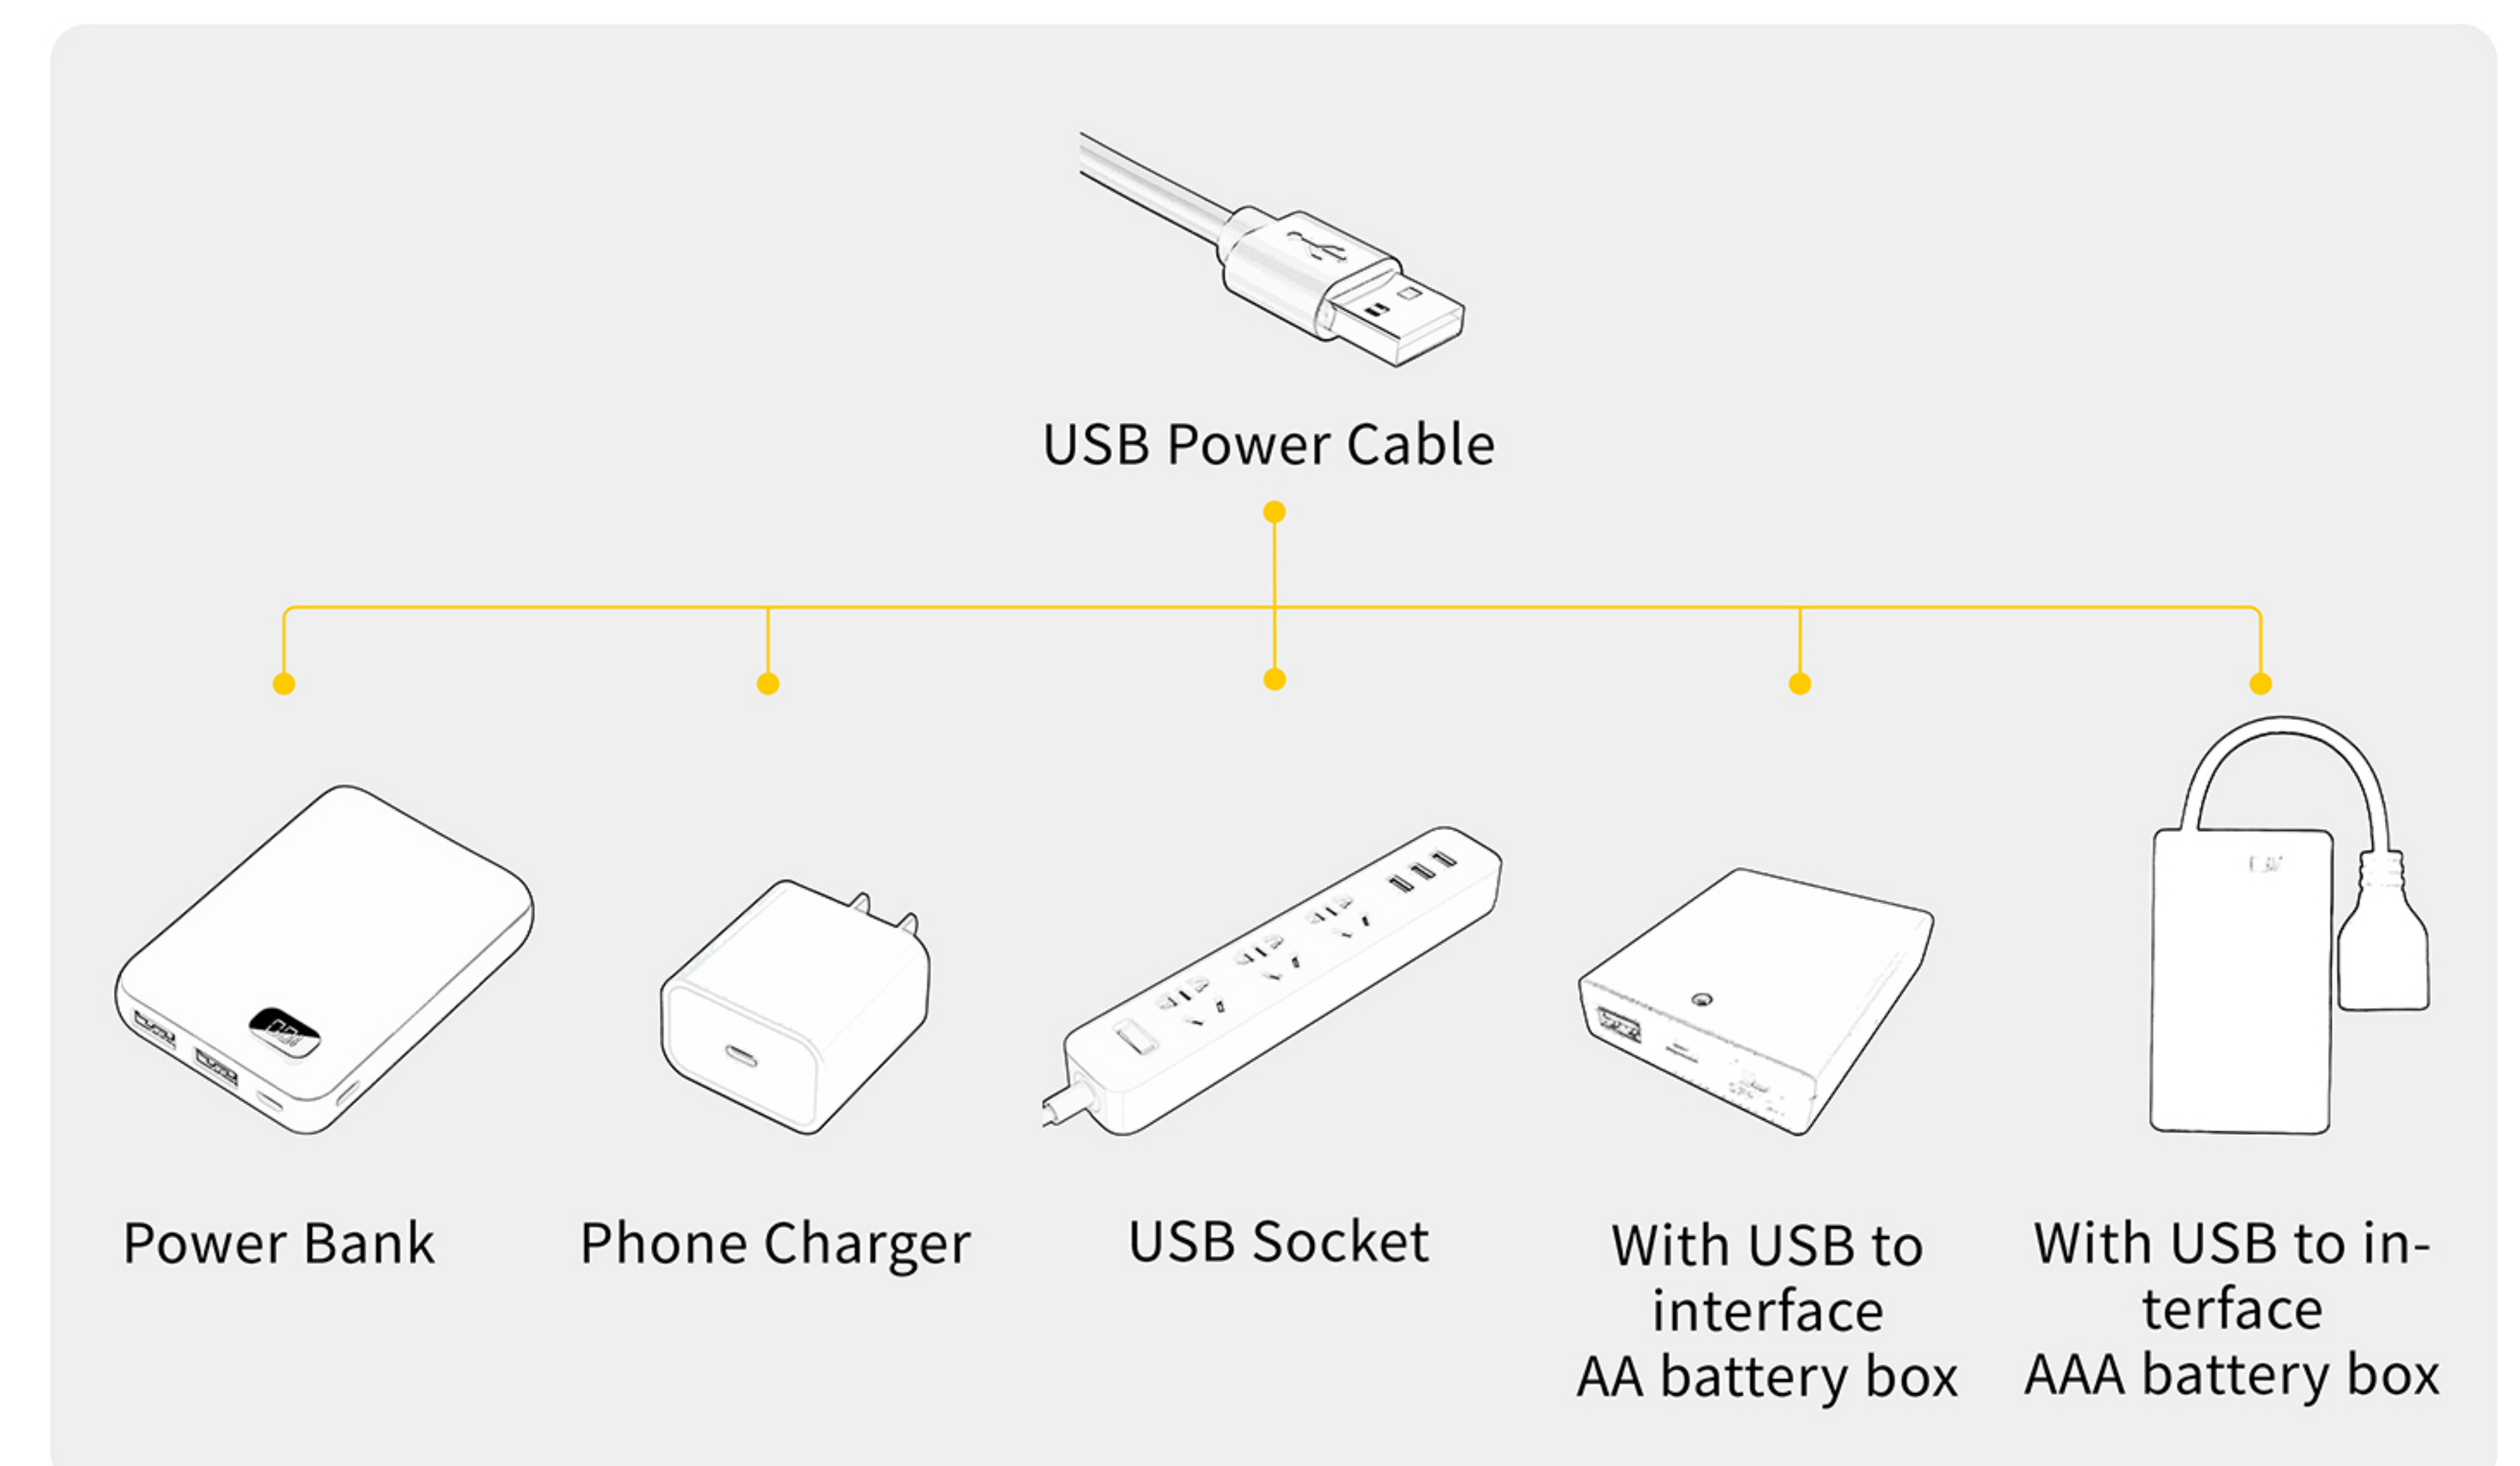 USB Power Cable
Power Bank
Phone Charger
USB Socket
With USB to
interface
AA battery box
With USB to in-
terface
AAA battery box